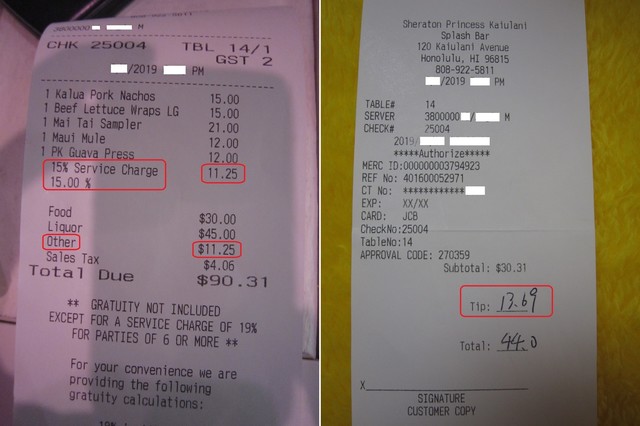 3800000 M
CHK 25004 TBL 14/1
GST 2
/2019 PM
1 Kalua Pork Nachos 15.00
1 Beef Lettuce Wraps LG 15.00
1 Mai Tai Sampler 21.00
1 Maui Mule 12.00
1 PK Guava Press 12.00
15% Service Charge 11.25
15.00 %
Food $30.00
Liquor $45.00
Other $11.25
Sales Tax $4.06
Total Due $90.31
** GRATUITY NOT INCLUDED
EXCEPT FOR A SERVICE CHARGE OF 19%
FOR PARTIES OF 6 OR MORE **
For your convenience we are
providing the following
gratuity calculations:
Sheraton Princess Kaiulani
Splash Bar
120 Kaiulani Avenue
Honolulu, HI 96815
808-922-5811
/2019 PM
TABLE# 14
SERVER 3800000 / M
CHECK# 25004
2019/
*****Authorize*****
MERC ID:000000003794923
REF No: 401600052971
CT No: ************
EXP: XX/XX
CARD: JCB
CheckNo:25004
TableNo:14
APPROVAL CODE: 270359
Subtotal: $30.31
Tip: 13.69
Total: 44.0
X
SIGNATURE
CUSTOMER COPY